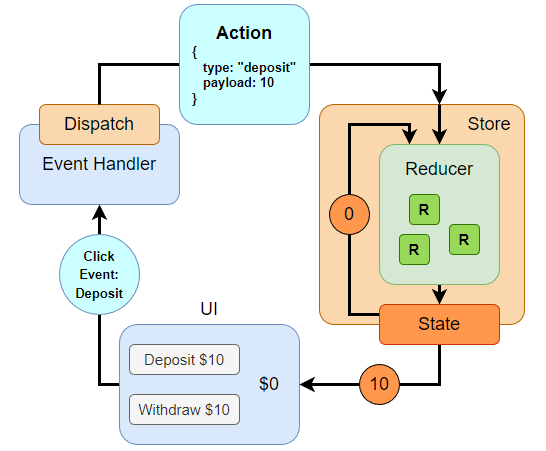 Action
{
type: "deposit"
payload: 10
}
Dispatch
Event Handler
Store
Reducer
R
R
R
0
Click
Event:
Deposit
State
UI
Deposit $10
$0
10
Withdraw $10